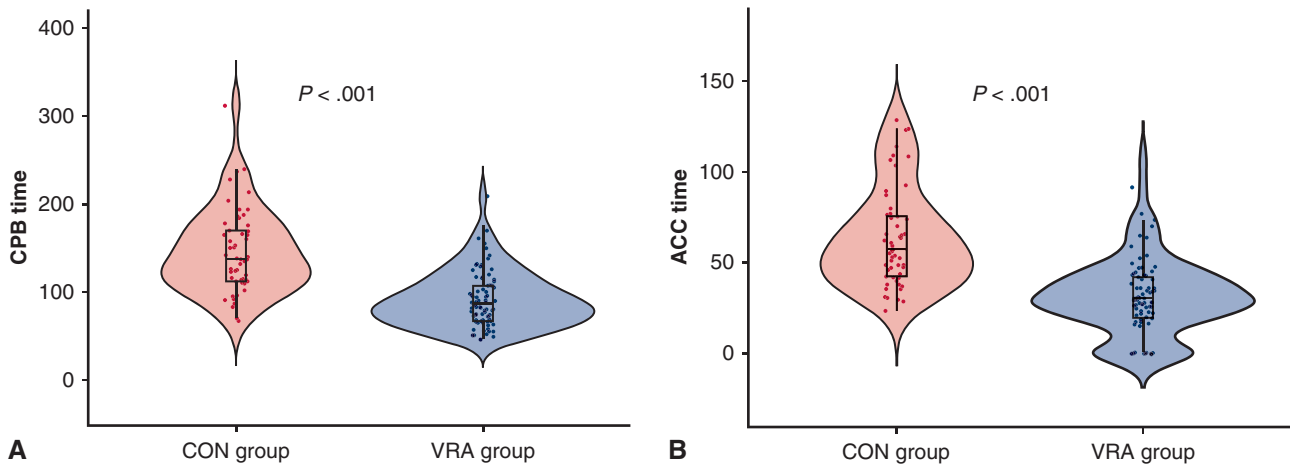 400
300
200
100
0
CPB time
P < .001
CON group
VRA group
A
150
100
50
0
ACC time
P < .001
CON group
VRA group
B